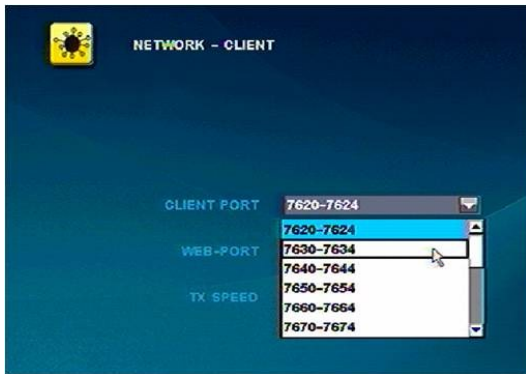 NETWORK - CLIENT
CLIENT PORT 7620-7624
7620-7624
WEB-PORT 7630-7634
7640-7644
TX SPEED 7650-7654
7660-7664
7670-7674